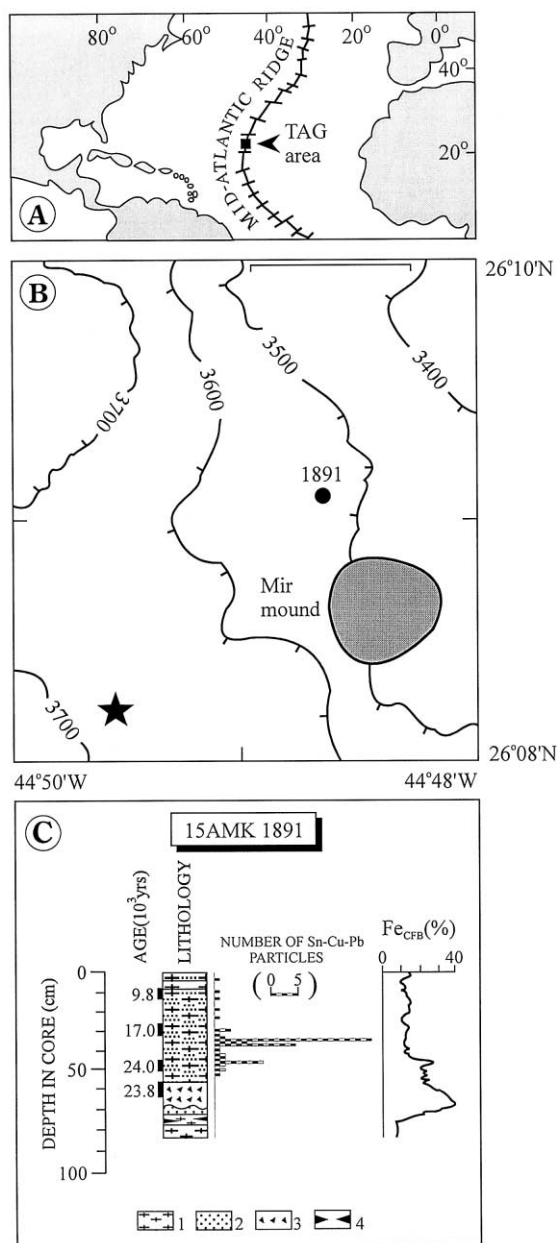 80° 60° 40° 20° 0°
40°
20°
MID-ATLANTIC RIDGE
TAG
area
A
B
26°10'N
3700
3600
3500
3400
1891
Mir
mound
3700
26°08'N
44°50'W 44°48'W
C
15AMK 1891
AGE(10³yrs)
LITHOLOGY
NUMBER OF Sn-Cu-Pb
PARTICLES
( 0 5 )
Fe_CFB(%)
0 40
DEPTH IN CORE (cm)
0
50
100
9.8
17.0
24.0
23.8
1 2 3 4